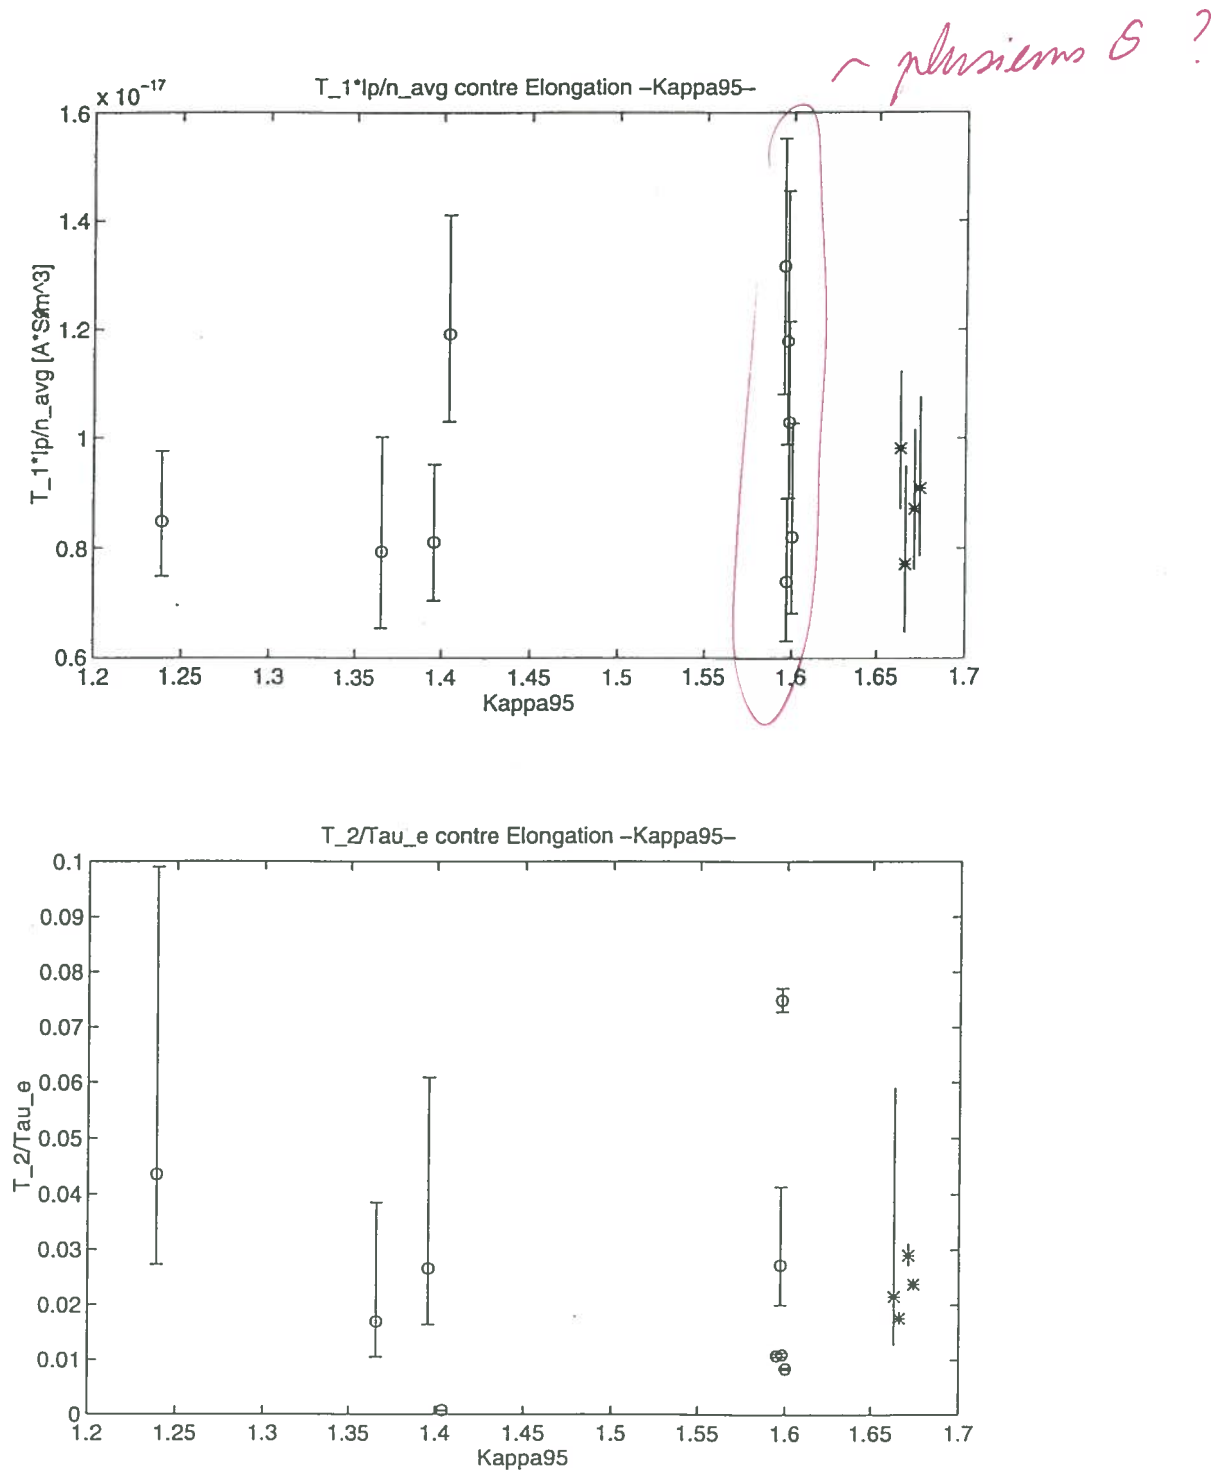 ~ plusieurs δ ?
T_1*Ip/n_avg contre Elongation –Kappa95–
x 10⁻¹⁷
1.6
1.4
1.2
1
0.8
0.6
T_1*Ip/n_avg
1.2 1.25 1.3 1.35 1.4 1.45 1.5 1.55 1.6 1.65 1.7
Kappa95
T_2/Tau_e contre Elongation –Kappa95–
0.1
0.09
0.08
0.07
0.06
0.05
0.04
0.03
0.02
0.01
0
T_2/Tau_e
1.2 1.25 1.3 1.35 1.4 1.45 1.5 1.55 1.6 1.65 1.7
Kappa95